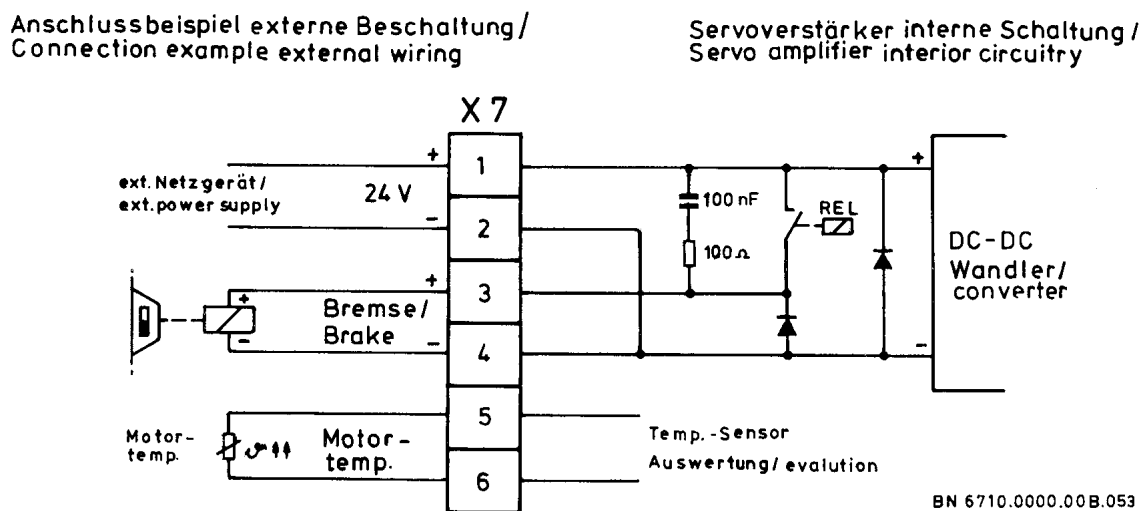 Anschlussbeispiel externe Beschaltung/
Connection example external wiring
Servoverstärker interne Schaltung/
Servo amplifier interior circuitry
X 7
+
1
+
ext. Netzgerät/
ext. power supply
24 V
100 nF
REL
−
2
100 Ω
DC-DC
Wandler/
converter
+
+
3
Bremse/
Brake
−
−
4
−
5
Motor-
temp.
ϑ
Motor-
temp.
Temp.-Sensor
Auswertung/ evalution
6
BN 6710.0000.00B.053